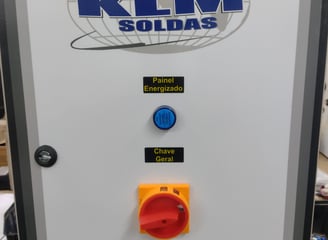 KLM
SOLDAS
Painel
Energizado
Chave
Geral